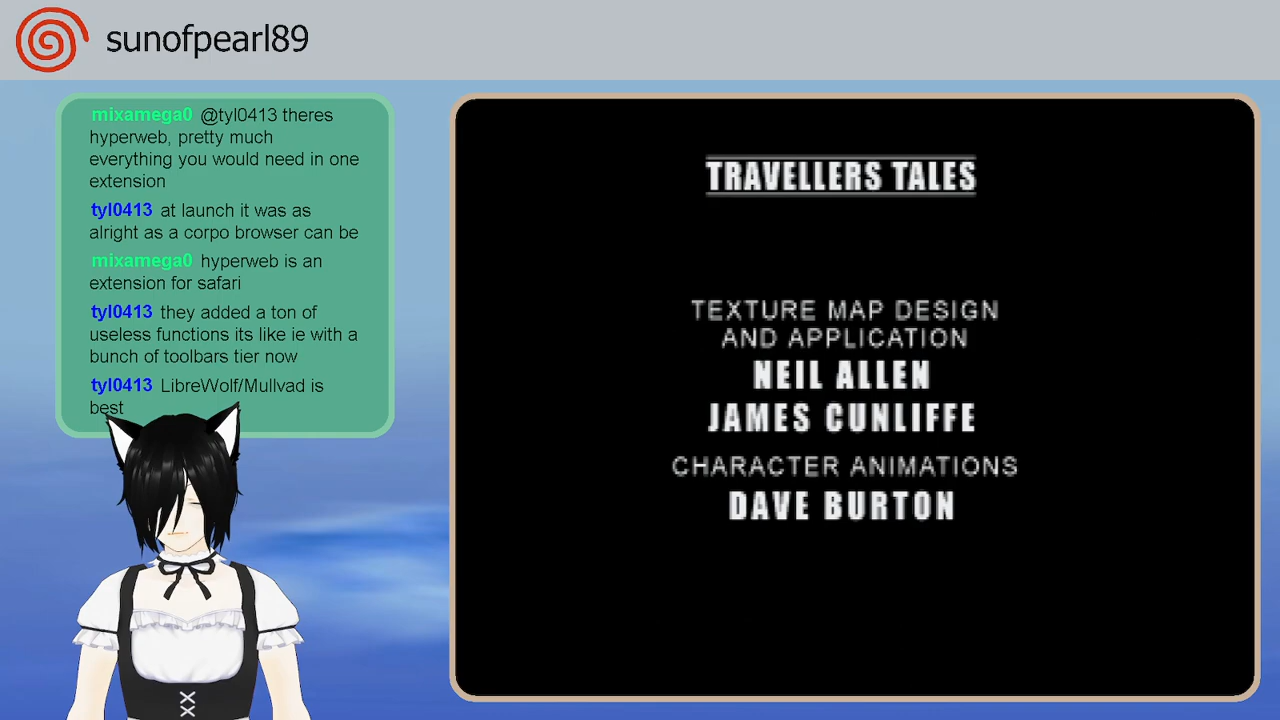 sunofpearl89
mixamega0 @tyl0413 theres
hyperweb, pretty much
everything you would need in one
extension
tyl0413 at launch it was as
alright as a corpo browser can be
mixamega0 hyperweb is an
extension for safari
tyl0413 they added a ton of
useless functions its like ie with a
bunch of toolbars tier now
tyl0413 LibreWolf/Mullvad is
best
TRAVELLERS TALES
TEXTURE MAP DESIGN
AND APPLICATION
NEIL ALLEN
JAMES CUNLIFFE
CHARACTER ANIMATIONS
DAVE BURTON